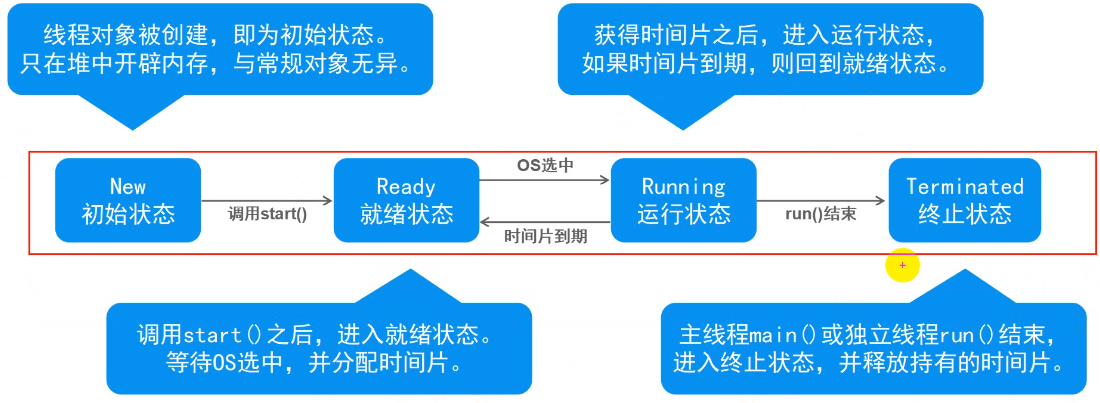 线程对象被创建，即为初始状态。
只在堆中开辟内存，与常规对象无异。
获得时间片之后，进入运行状态，
如果时间片到期，则回到就绪状态。
New
初始状态
调用start()
Ready
就绪状态
OS选中
时间片到期
Running
运行状态
run()结束
Terminated
终止状态
调用start()之后，进入就绪状态。
等待OS选中，并分配时间片。
主线程main()或独立线程run()结束，
进入终止状态，并释放持有的时间片。